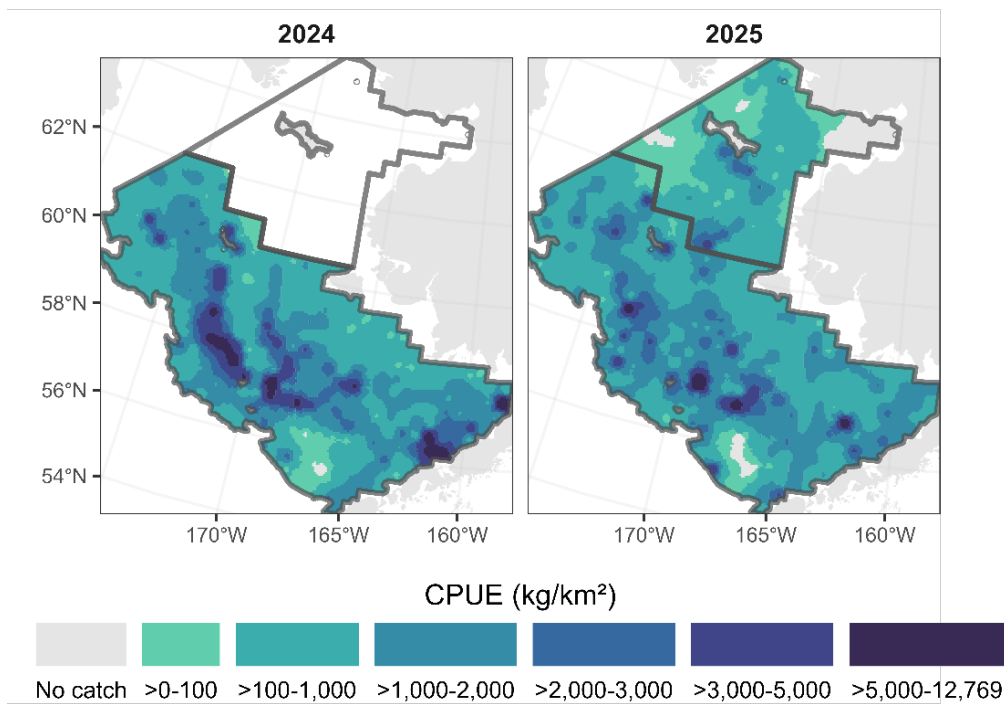 2024 2025
62°N
60°N
58°N
56°N
54°N
170°W 165°W 160°W 170°W 165°W 160°W
CPUE (kg/km²)
No catch >0-100 >100-1,000 >1,000-2,000 >2,000-3,000 >3,000-5,000 >5,000-12,769